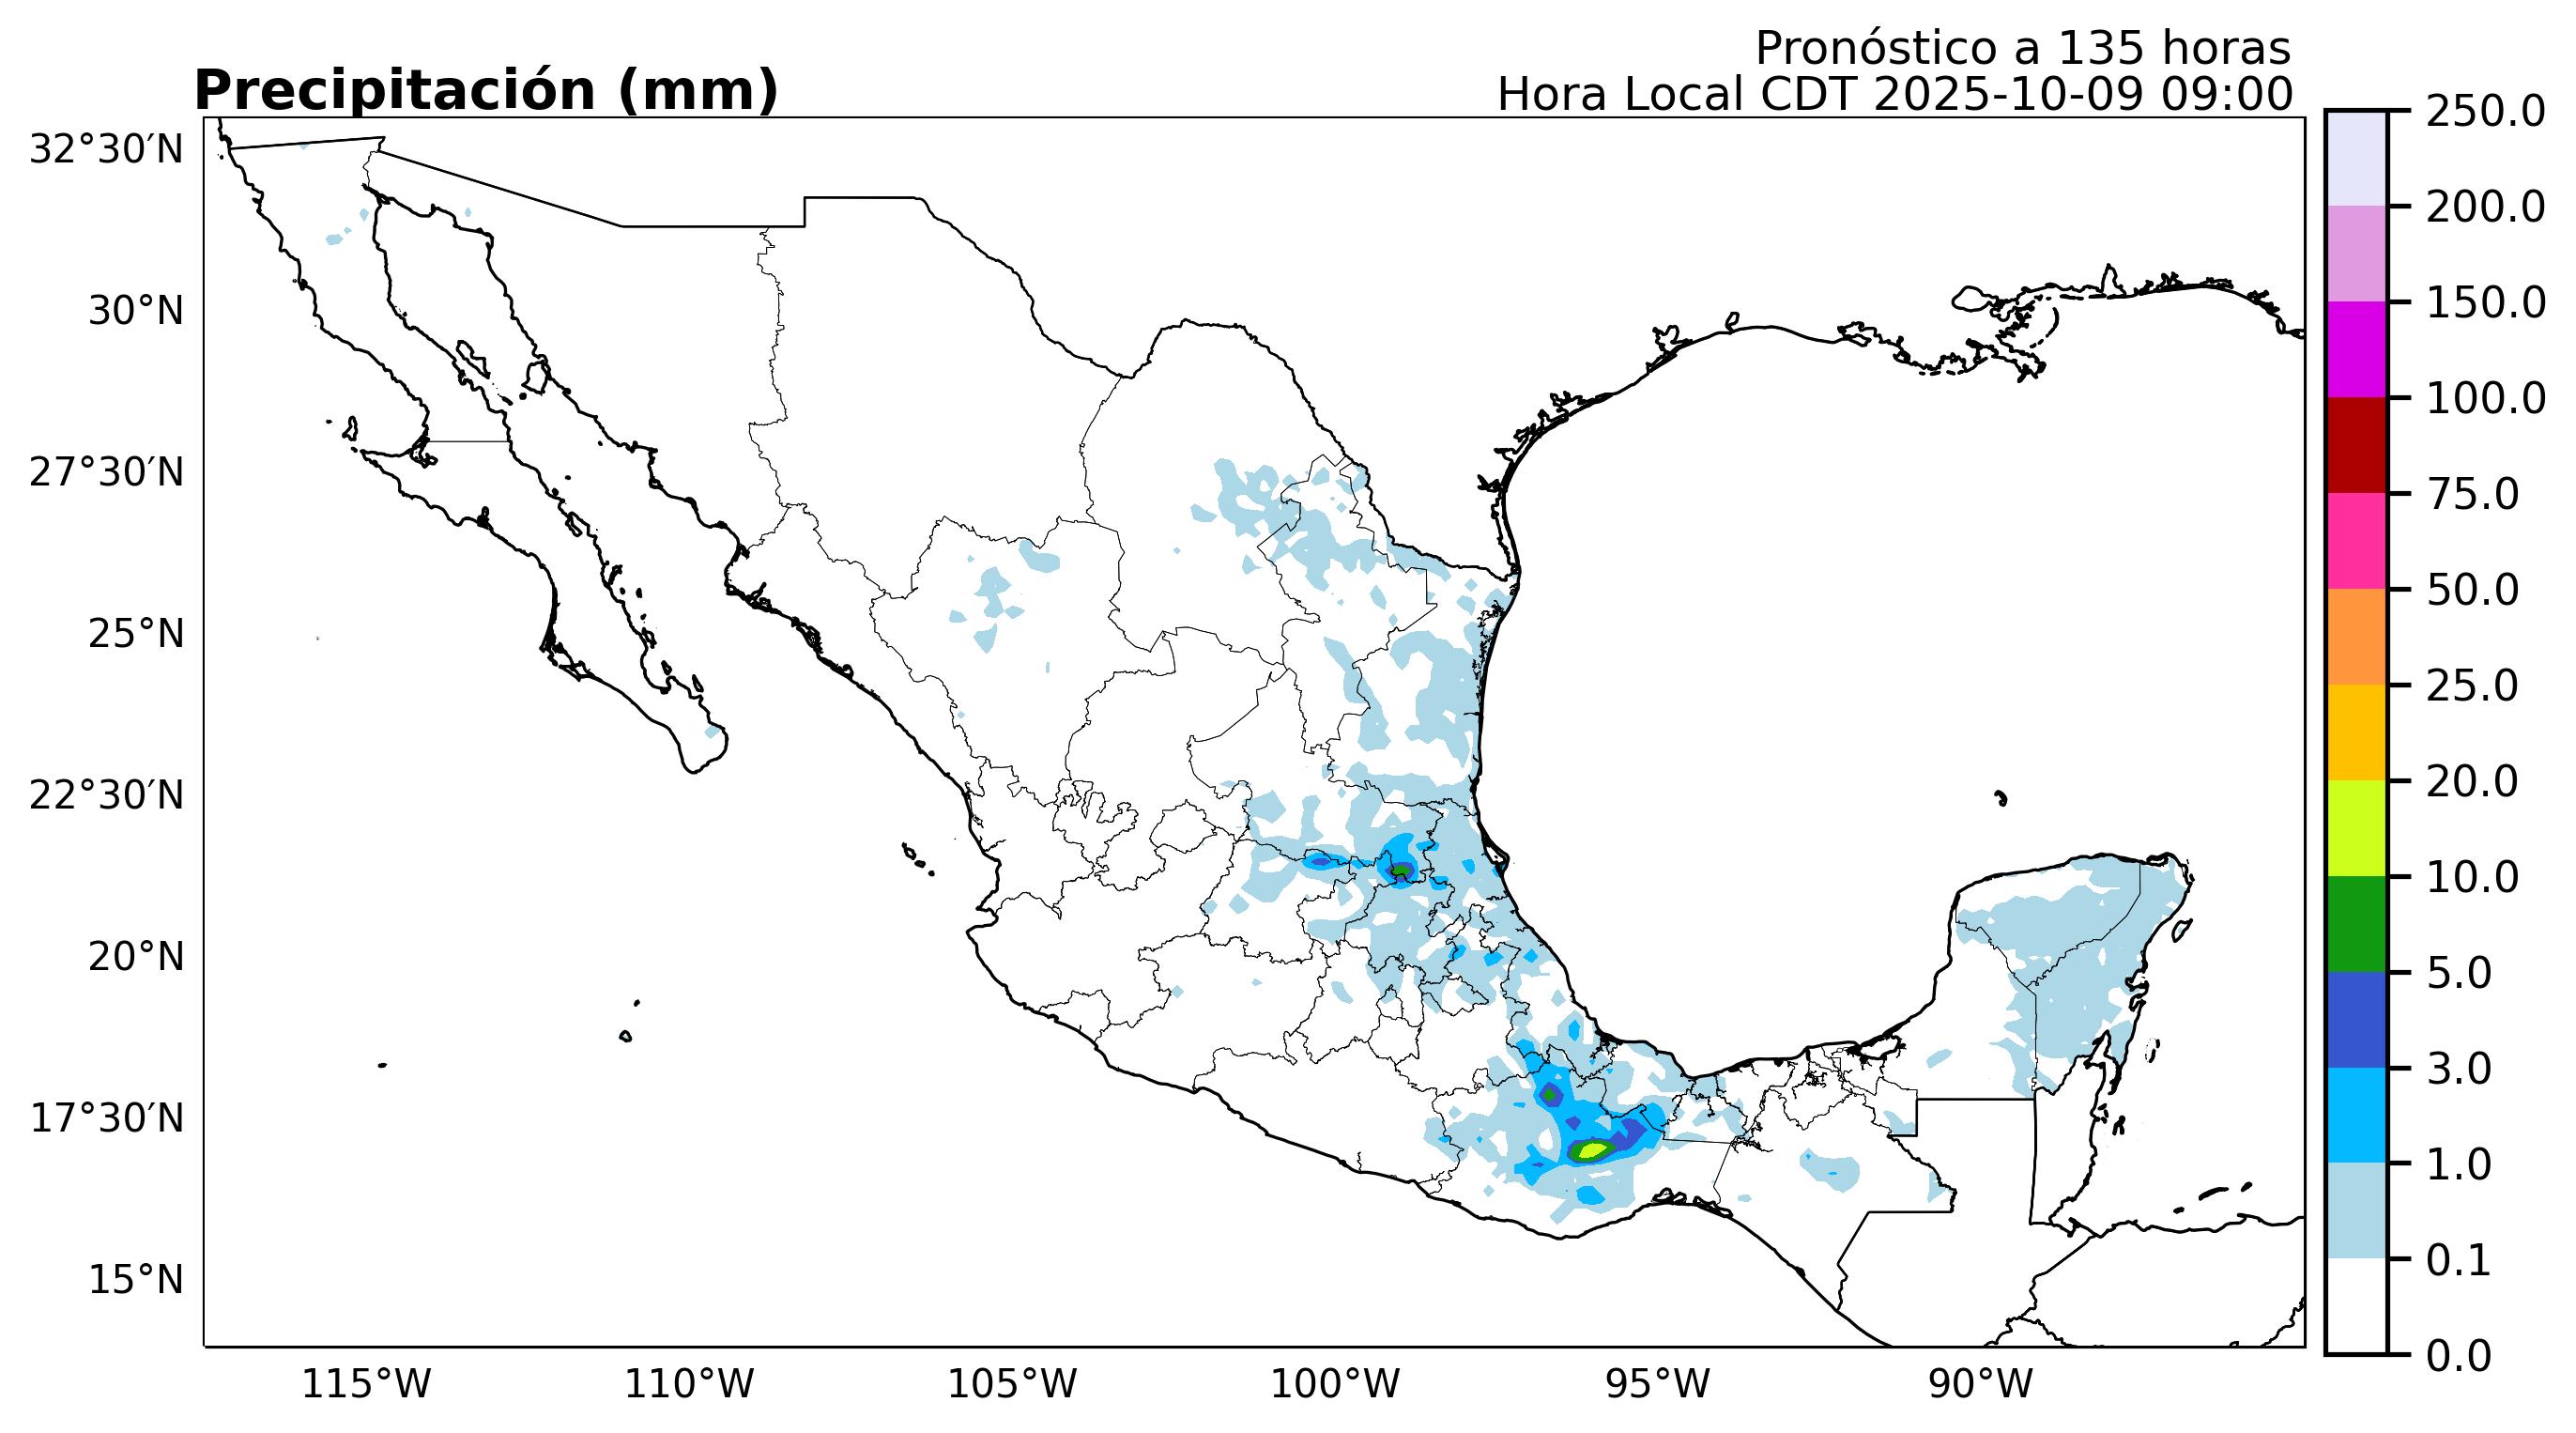 Pronóstico a 135 horas
Precipitación (mm)
Hora Local CDT 2025-10-09 09:00
32°30′N
30°N
27°30′N
25°N
22°30′N
20°N
17°30′N
15°N
115°W
110°W
105°W
100°W
95°W
90°W
250.0
200.0
150.0
100.0
75.0
50.0
25.0
20.0
10.0
5.0
3.0
1.0
0.1
0.0